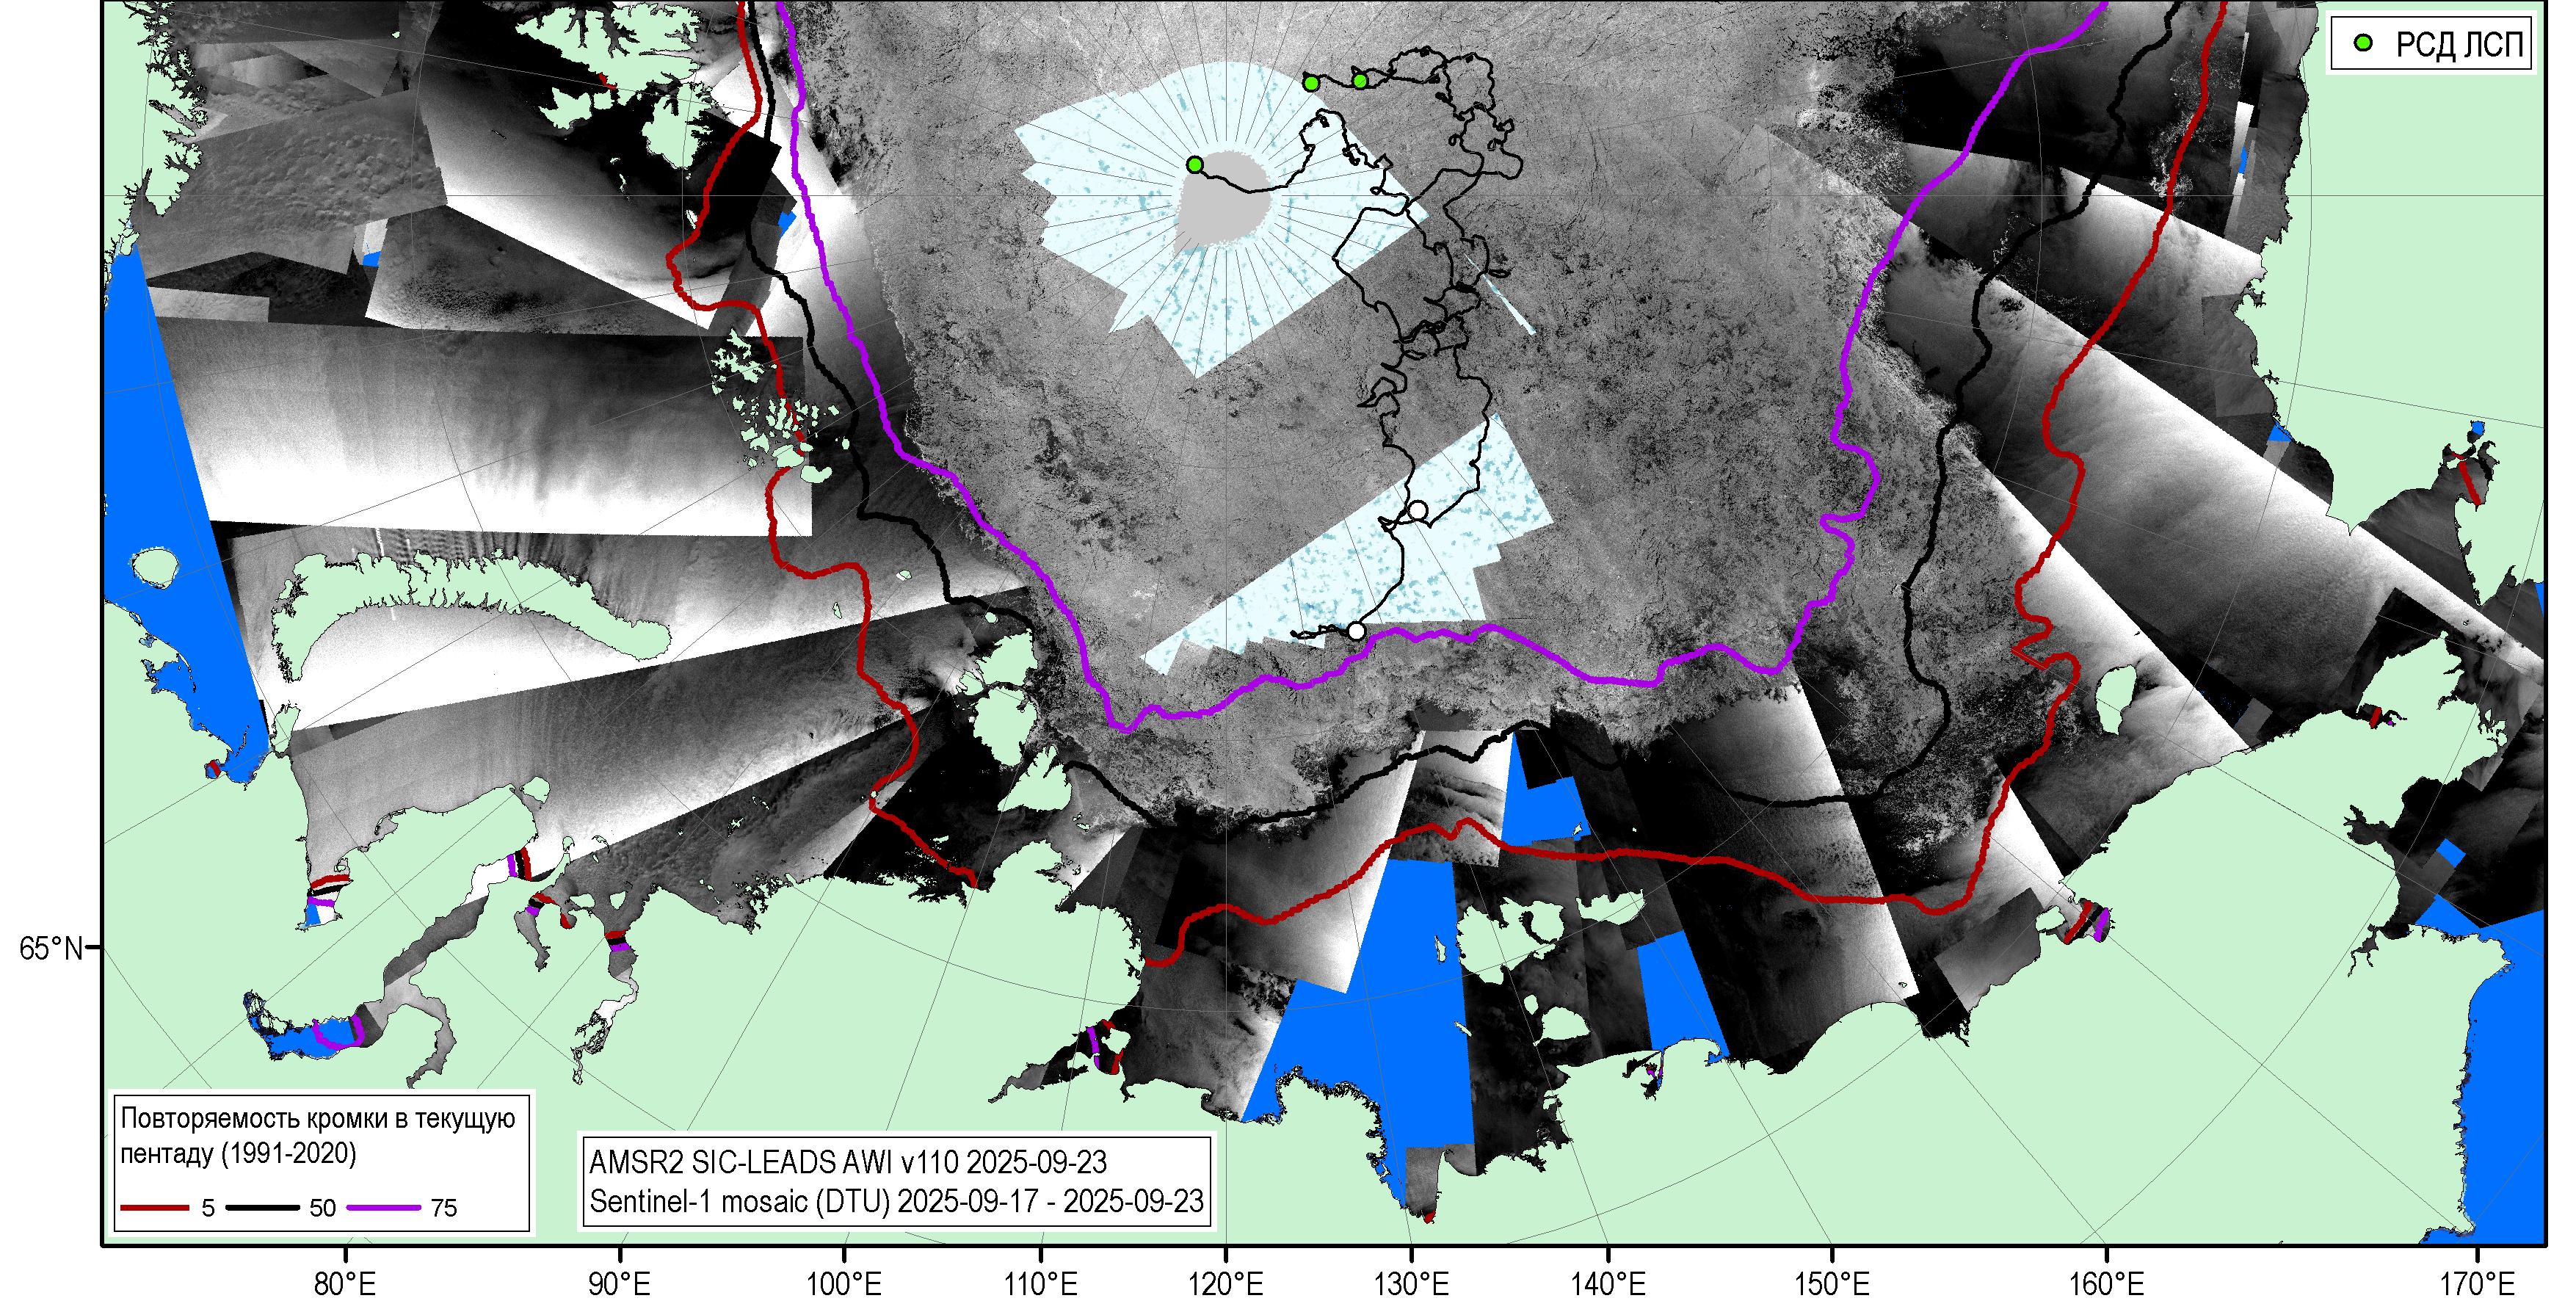 РСД ЛСП
65°N
Повторяемость кромки в текущую
пентаду (1991-2020)
5 50 75
AMSR2 SIC-LEADS AWI v110 2025-09-23
Sentinel-1 mosaic (DTU) 2025-09-17 - 2025-09-23
80°E 90°E 100°E 110°E 120°E 130°E 140°E 150°E 160°E 170°E